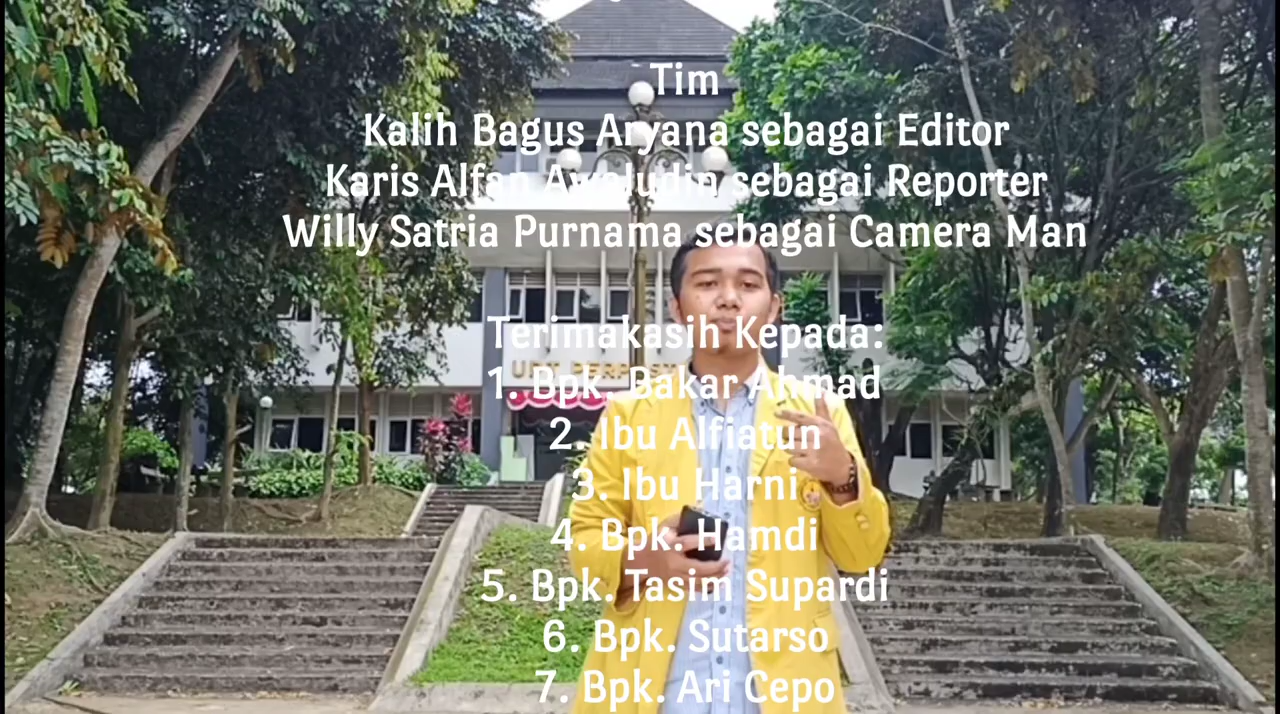 Tim
Kalih Bagus Aryana sebagai Editor
Karis Alfan Awaludin sebagai Reporter
Willy Satria Purnama sebagai Camera Man
Terimakasih Kepada:
1. Bpk. Bakar Ahmad
2. Ibu Alfiatun
3. Ibu Harni
4. Bpk. Hamdi
5. Bpk. Tasim Supardi
6. Bpk. Sutarso
7. Bpk. Ari Cepo